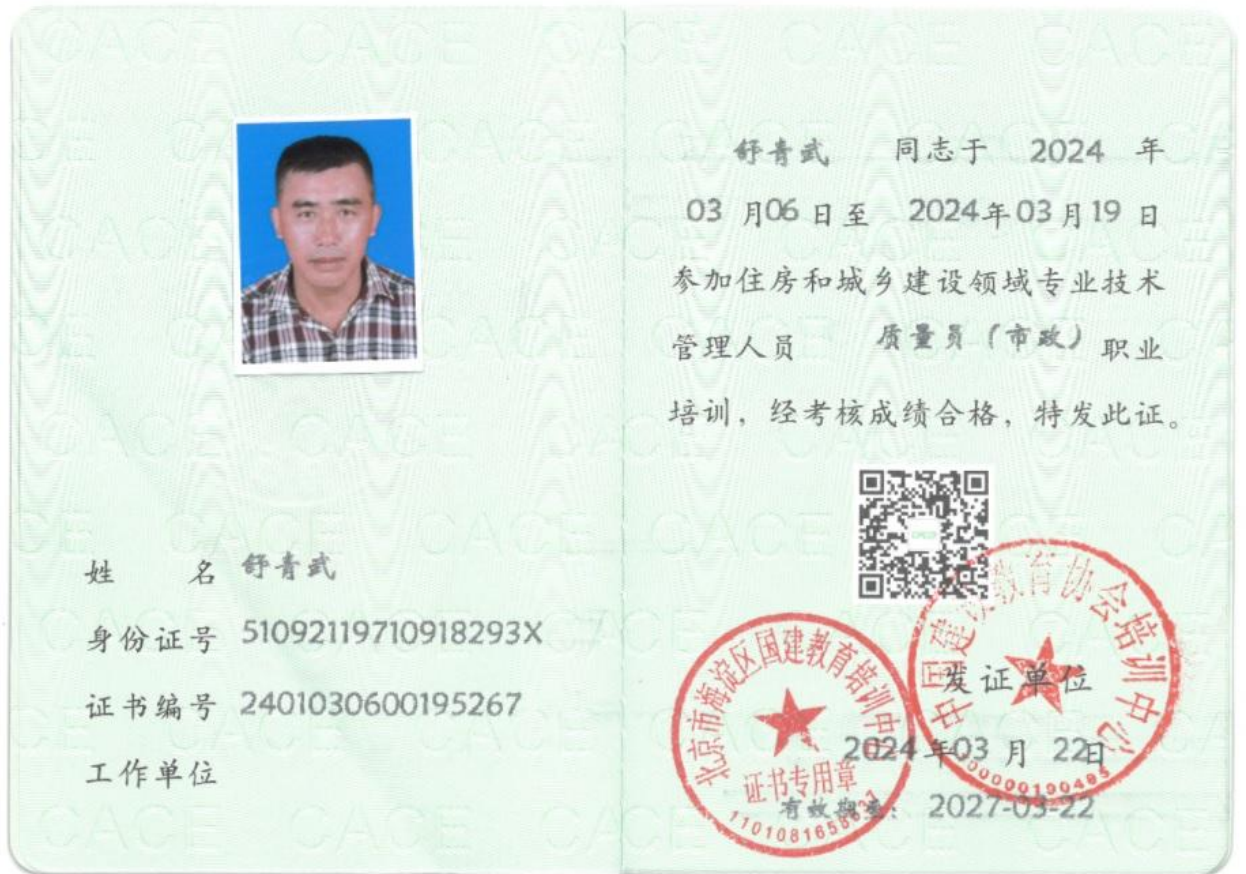 姓 名 舒青武
身份证号 51092119710918293X
证书编号 2401030600195267
工作单位
舒青武 同志于 2024 年
03 月06 日至 2024年03月19 日
参加住房和城乡建设领域专业技术
管理人员 质量员（市政） 职业
培训，经考核成绩合格，特发此证。
中国建设教育协会培训中心
发证单位
北京市海淀区国建教育培训中心
证书专用章
2024 年03 月 22日
有效期至： 2027-03-22
CACE